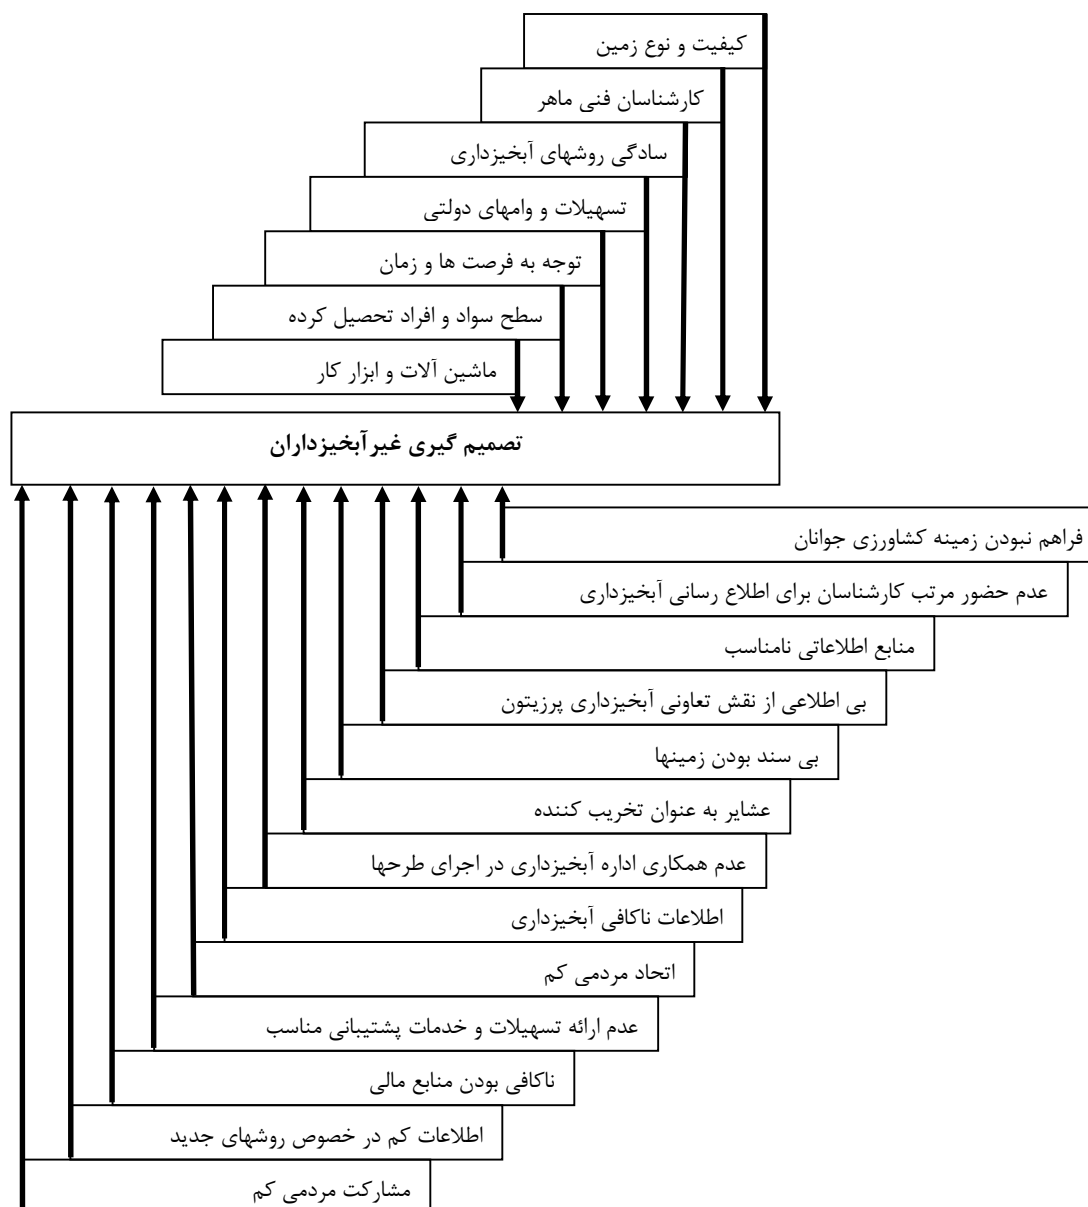 کیفیت و نوع زمین
کارشناسان فنی ماهر
سادگی روشهای آبخیزداری
تسهیلات و وامهای دولتی
توجه به فرصت ها و زمان
سطح سواد و افراد تحصیل کرده
ماشین آلات و ابزار کار
تصمیم گیری غیرآبخیزداران
فراهم نبودن زمینه کشاورزی جوانان
عدم حضور مرتب کارشناسان برای اطلاع رسانی آبخیزداری
منابع اطلاعاتی نامناسب
بی اطلاعی از نقش تعاونی آبخیزداری پرزیتون
بی سند بودن زمینها
عشایر به عنوان تخریب کننده
عدم همکاری اداره آبخیزداری در اجرای طرحها
اطلاعات ناکافی آبخیزداری
اتحاد مردمی کم
عدم ارائه تسهیلات و خدمات پشتیبانی مناسب
ناکافی بودن منابع مالی
اطلاعات کم در خصوص روشهای جدید
مشارکت مردمی کم